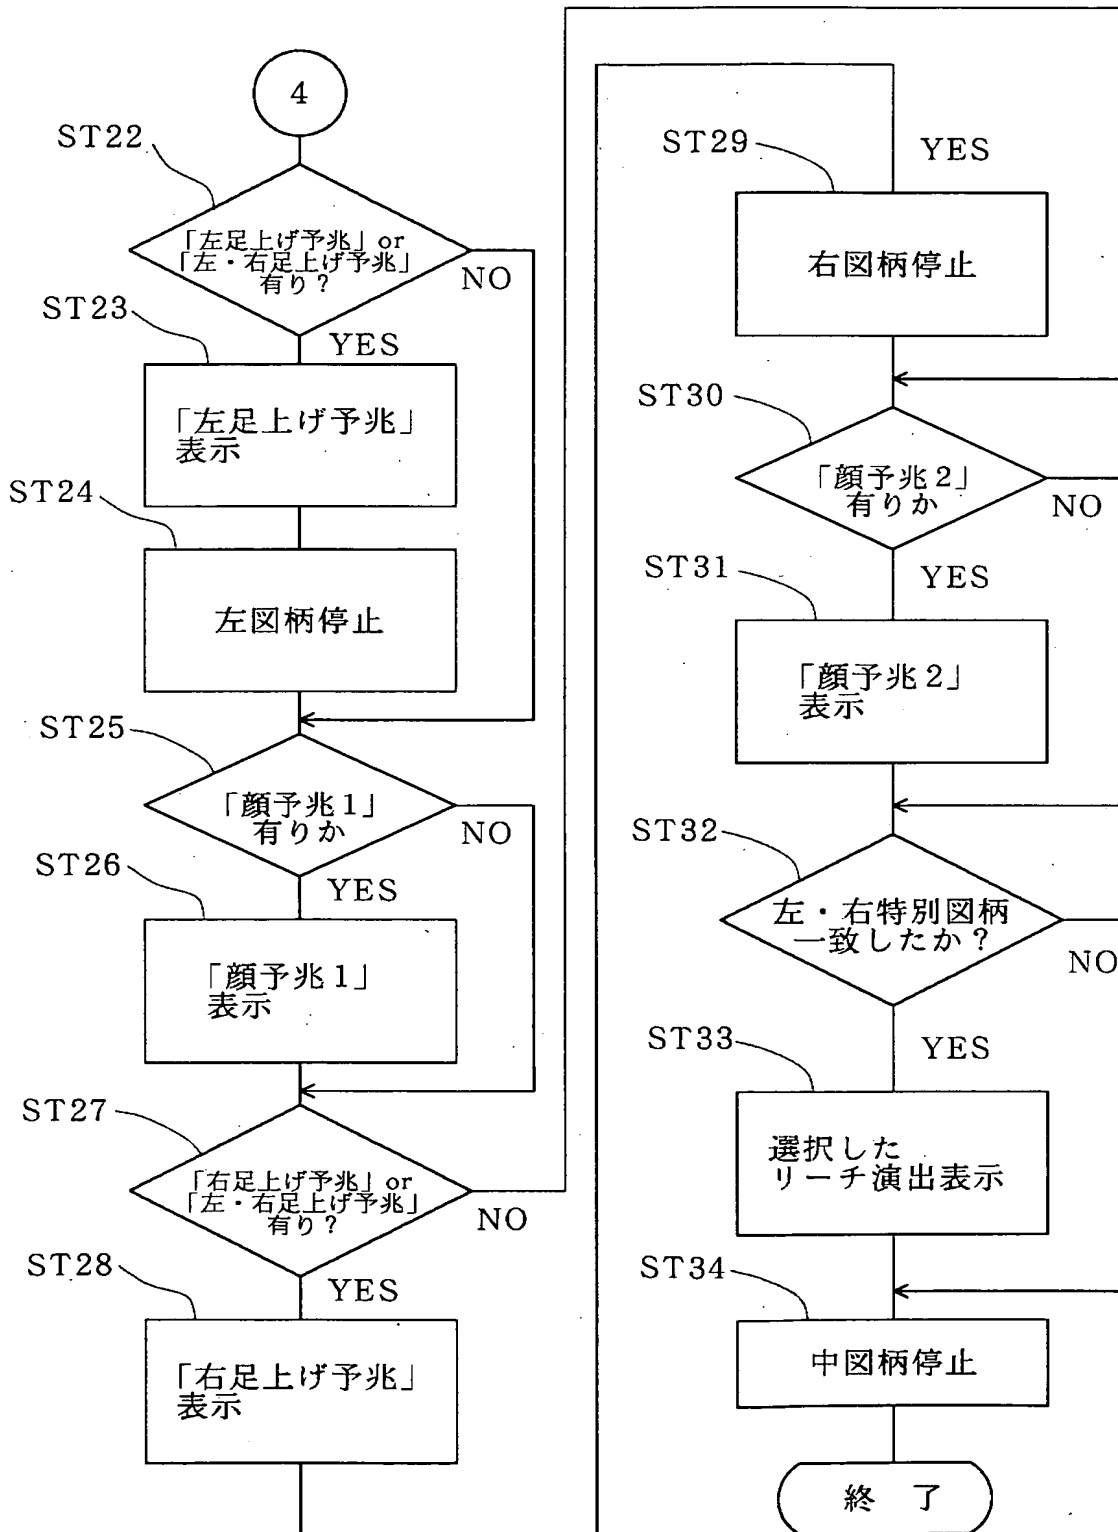 4
ST22
「左足上げ予兆」or
「左・右足上げ予兆」
有り？
NO
YES
ST23
「左足上げ予兆」
表示
ST24
左図柄停止
ST25
「顔予兆1」
有りか
NO
YES
ST26
「顔予兆1」
表示
ST27
「右足上げ予兆」or
「左・右足上げ予兆」
有り？
NO
YES
ST28
「右足上げ予兆」
表示
YES
ST29
右図柄停止
ST30
「顔予兆2」
有りか
NO
YES
ST31
「顔予兆2」
表示
ST32
左・右特別図柄
一致したか？
NO
YES
ST33
選択した
リーチ演出表示
ST34
中図柄停止
終　了